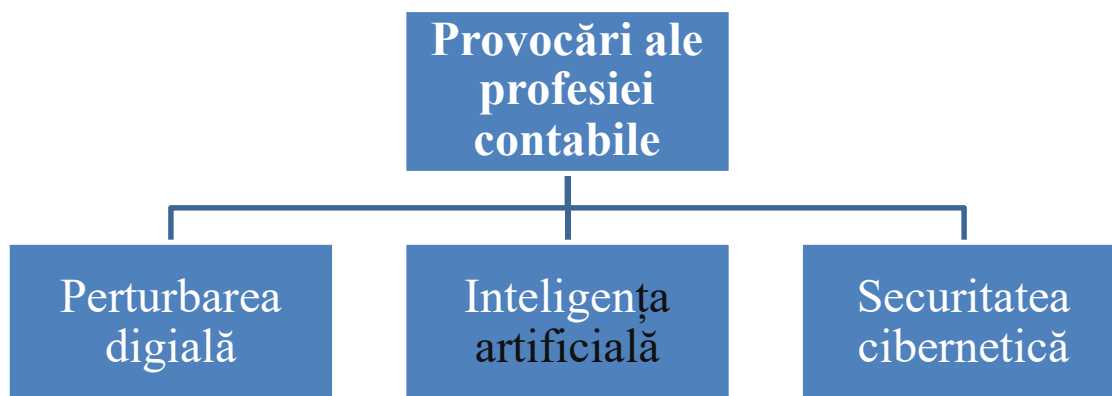 Provocări ale
profesiei
contabile
Perturbarea
digială
Inteligența
artificială
Securitatea
cibernetică